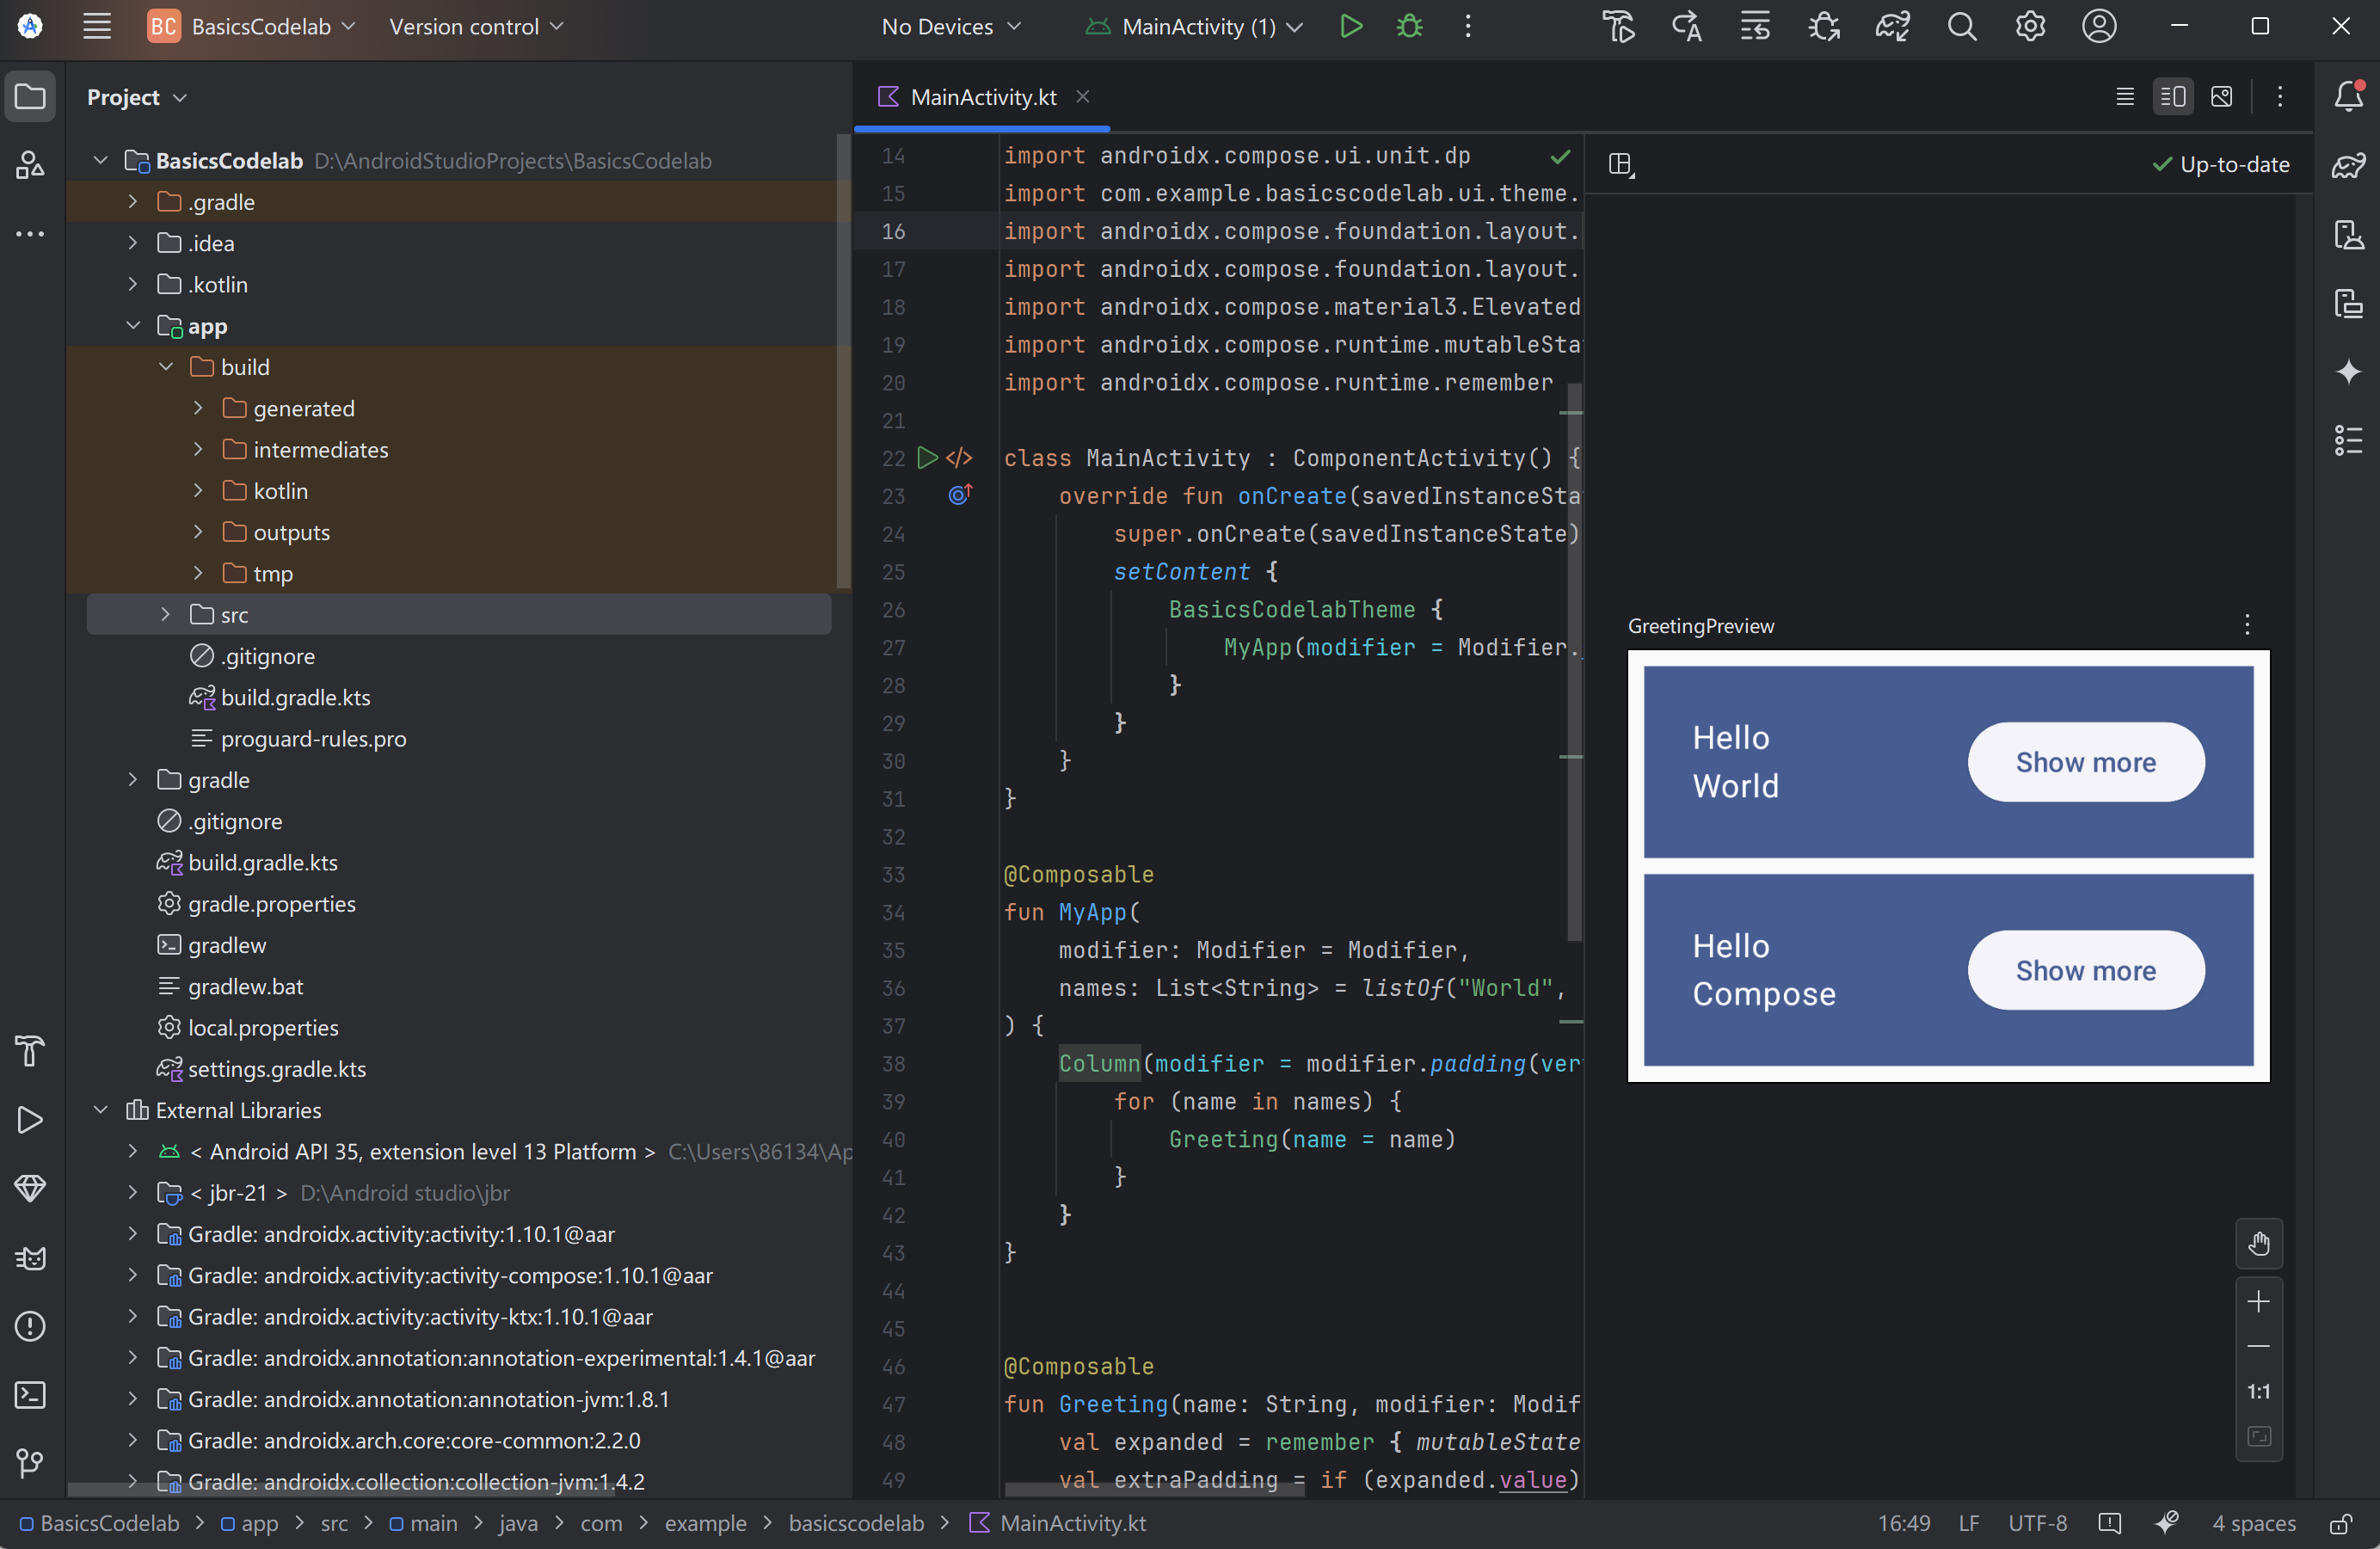 BC BasicsCodelab Version control No Devices MainActivity (1)
Project
BasicsCodelab D:\AndroidStudioProjects\BasicsCodelab
.gradle
.idea
.kotlin
app
build
generated
intermediates
kotlin
outputs
tmp
src
.gitignore
build.gradle.kts
proguard-rules.pro
gradle
.gitignore
build.gradle.kts
gradle.properties
gradlew
gradlew.bat
local.properties
settings.gradle.kts
External Libraries
< Android API 35, extension level 13 Platform > C:\Users\86134\Ap
< jbr-21 > D:\Android studio\jbr
Gradle: androidx.activity:activity:1.10.1@aar
Gradle: androidx.activity:activity-compose:1.10.1@aar
Gradle: androidx.activity:activity-ktx:1.10.1@aar
Gradle: androidx.annotation:annotation-experimental:1.4.1@aar
Gradle: androidx.annotation:annotation-jvm:1.8.1
Gradle: androidx.arch.core:core-common:2.2.0
Gradle: androidx.collection:collection-jvm:1.4.2
MainActivity.kt
14 import androidx.compose.ui.unit.dp
15 import com.example.basicscodelab.ui.theme.
16 import androidx.compose.foundation.layout.
17 import androidx.compose.foundation.layout.
18 import androidx.compose.material3.Elevated
19 import androidx.compose.runtime.mutableSta
20 import androidx.compose.runtime.remember
21
22 class MainActivity : ComponentActivity() {
23 override fun onCreate(savedInstanceSta
24 super.onCreate(savedInstanceState)
25 setContent {
26 BasicsCodelabTheme {
27 MyApp(modifier = Modifier.
28 }
29 }
30 }
31 }
32
33 @Composable
34 fun MyApp(
35 modifier: Modifier = Modifier,
36 names: List<String> = listOf("World",
37 ) {
38 Column(modifier = modifier.padding(ver
39 for (name in names) {
40 Greeting(name = name)
41 }
42 }
43 }
44
45
46 @Composable
47 fun Greeting(name: String, modifier: Modif
48 val expanded = remember { mutableState
49 val extraPadding = if (expanded.value)
Up-to-date
GreetingPreview
Hello
World
Show more
Hello
Compose
Show more
1:1
BasicsCodelab > app > src > main > java > com > example > basicscodelab > MainActivity.kt
16:49 LF UTF-8 4 spaces